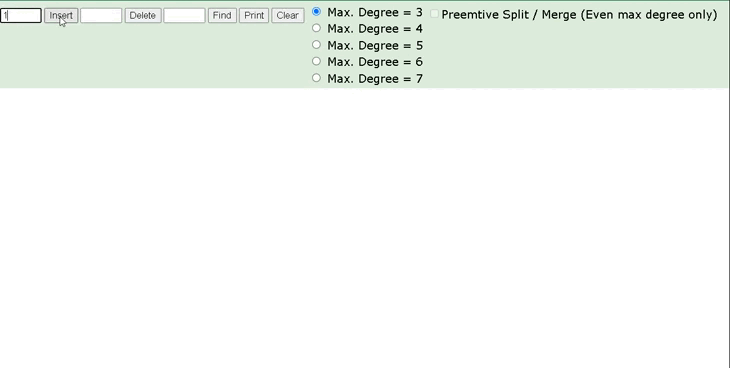 1 Insert Delete Find Print Clear Max. Degree = 3 Preemtive Split / Merge (Even max degree only)
Max. Degree = 4
Max. Degree = 5
Max. Degree = 6
Max. Degree = 7